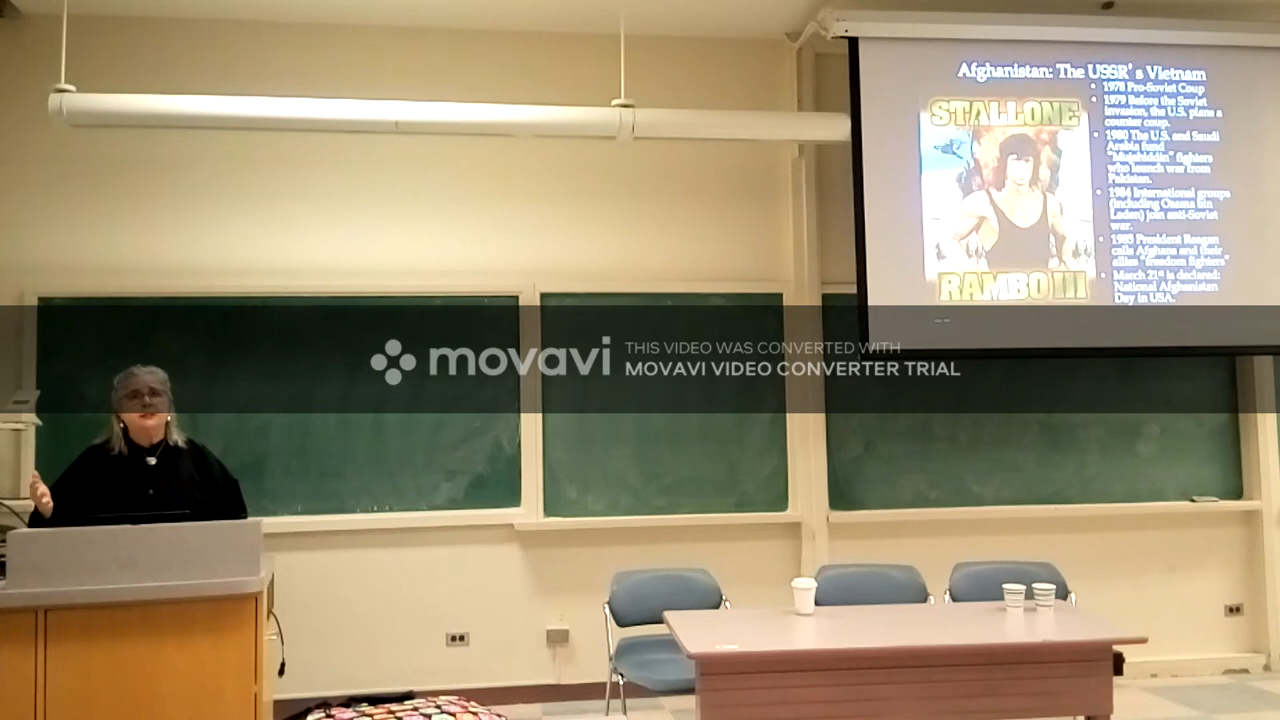 Afghanistan: The USSR's Vietnam
• 1978 Pro-Soviet Coup
• 1979 Before the Soviet
invasion, the U.S. plans a
counter coup.
• 1980 The U.S. and Saudi
Arabia fund
"Mujahiddin" fighters
who launch war from
Pakistan.
• 1984 International groups
(including Osama bin
Laden) join anti-Soviet
war.
• 1985 President Reagan
calls Afghans and their
allies "freedom fighters"
• March 21st is declared:
National Afghanistan
Day in USA.
STALLONE
RAMBO III
movavi
THIS VIDEO WAS CONVERTED WITH
MOVAVI VIDEO CONVERTER TRIAL